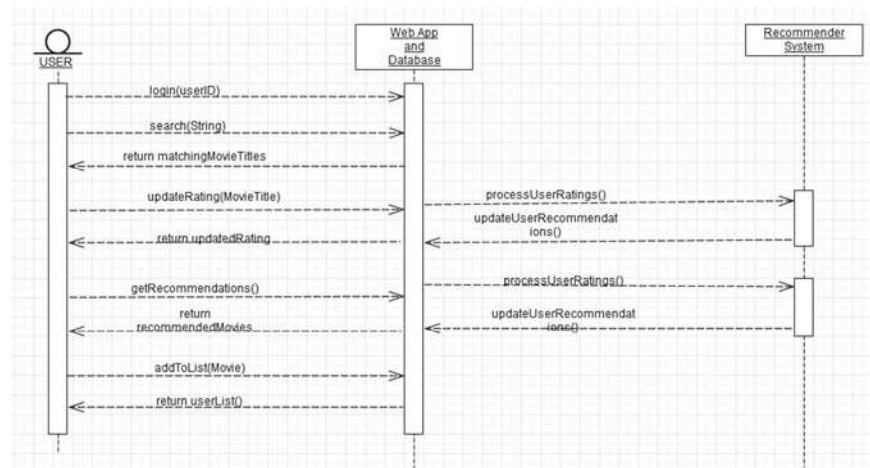 USER
Web App
and
Database
Recommender
System
login(userID)
search(String)
return matchingMovieTitles
updateRating(MovieTitle)
processUserRatings()
updateUserRecommendat
ions()
return updatedRating
getRecommendations()
processUserRatings()
return
recommendedMovies
updateUserRecommendat
ions()
addToList(Movie)
return userList()